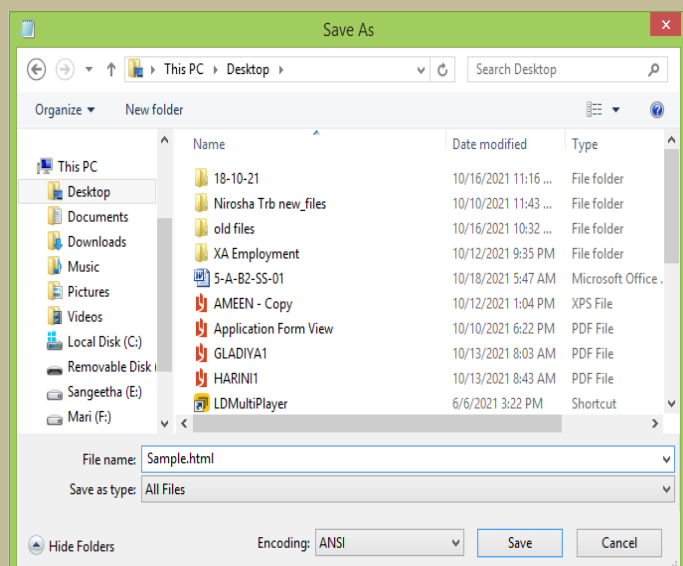 Save As
x
This PC Desktop
Search Desktop
Organize New folder
Name Date modified Type
This PC
Desktop
Documents
Downloads
Music
Pictures
Videos
Local Disk (C:)
Removable Disk
Sangeetha (E:)
Mari (F:)
18-10-21 10/16/2021 11:16 ... File folder
Nirosha Trb new_files 10/10/2021 11:43 ... File folder
old files 10/16/2021 10:32 ... File folder
XA Employment 10/12/2021 9:35 PM File folder
5-A-B2-SS-01 10/18/2021 5:47 AM Microsoft Office .
AMEEN - Copy 10/12/2021 1:04 PM XPS File
Application Form View 10/10/2021 6:22 PM PDF File
GLADIYA1 10/13/2021 8:03 AM PDF File
HARINI1 10/13/2021 8:43 AM PDF File
LDMultiPlayer 6/6/2021 3:22 PM Shortcut
File name: Sample.html
Save as type: All Files
Hide Folders Encoding: ANSI Save Cancel